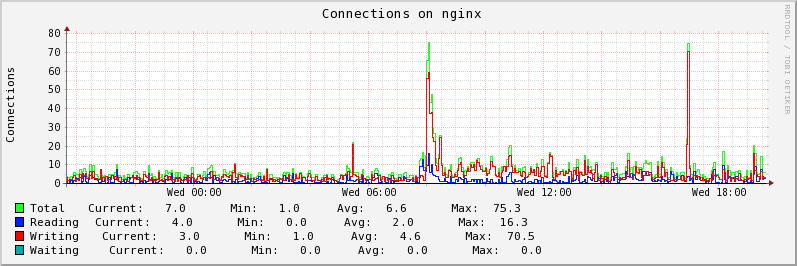 Connections on nginx
RRDTOOL / TOBI OETIKER
Connections
80
70
60
50
40
30
20
10
0
Wed 00:00 Wed 06:00 Wed 12:00 Wed 18:00
Total Current: 7.0 Min: 1.0 Avg: 6.6 Max: 75.3
Reading Current: 4.0 Min: 0.0 Avg: 2.0 Max: 16.3
Writing Current: 3.0 Min: 1.0 Avg: 4.6 Max: 70.5
Waiting Current: 0.0 Min: 0.0 Avg: 0.0 Max: 0.0